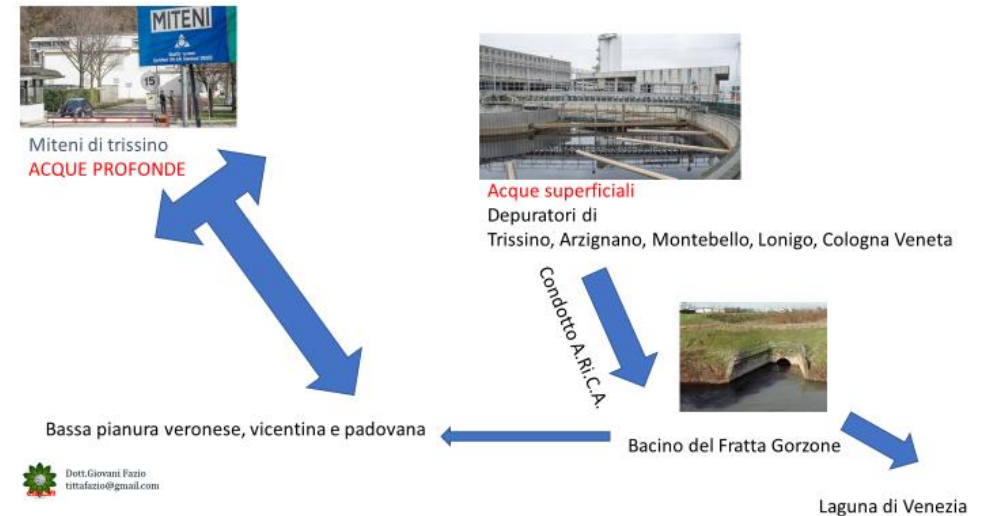 MITENI
15
Miteni di trissino
ACQUE PROFONDE
Acque superficiali
Depuratori di
Trissino, Arzignano, Montebello, Lonigo, Cologna Veneta
Condotto A.Ri.C.A.
Bassa pianura veronese, vicentina e padovana
Bacino del Fratta Gorzone
Dott.Giovani Fazio
tittafazio@gmail.com
Laguna di Venezia